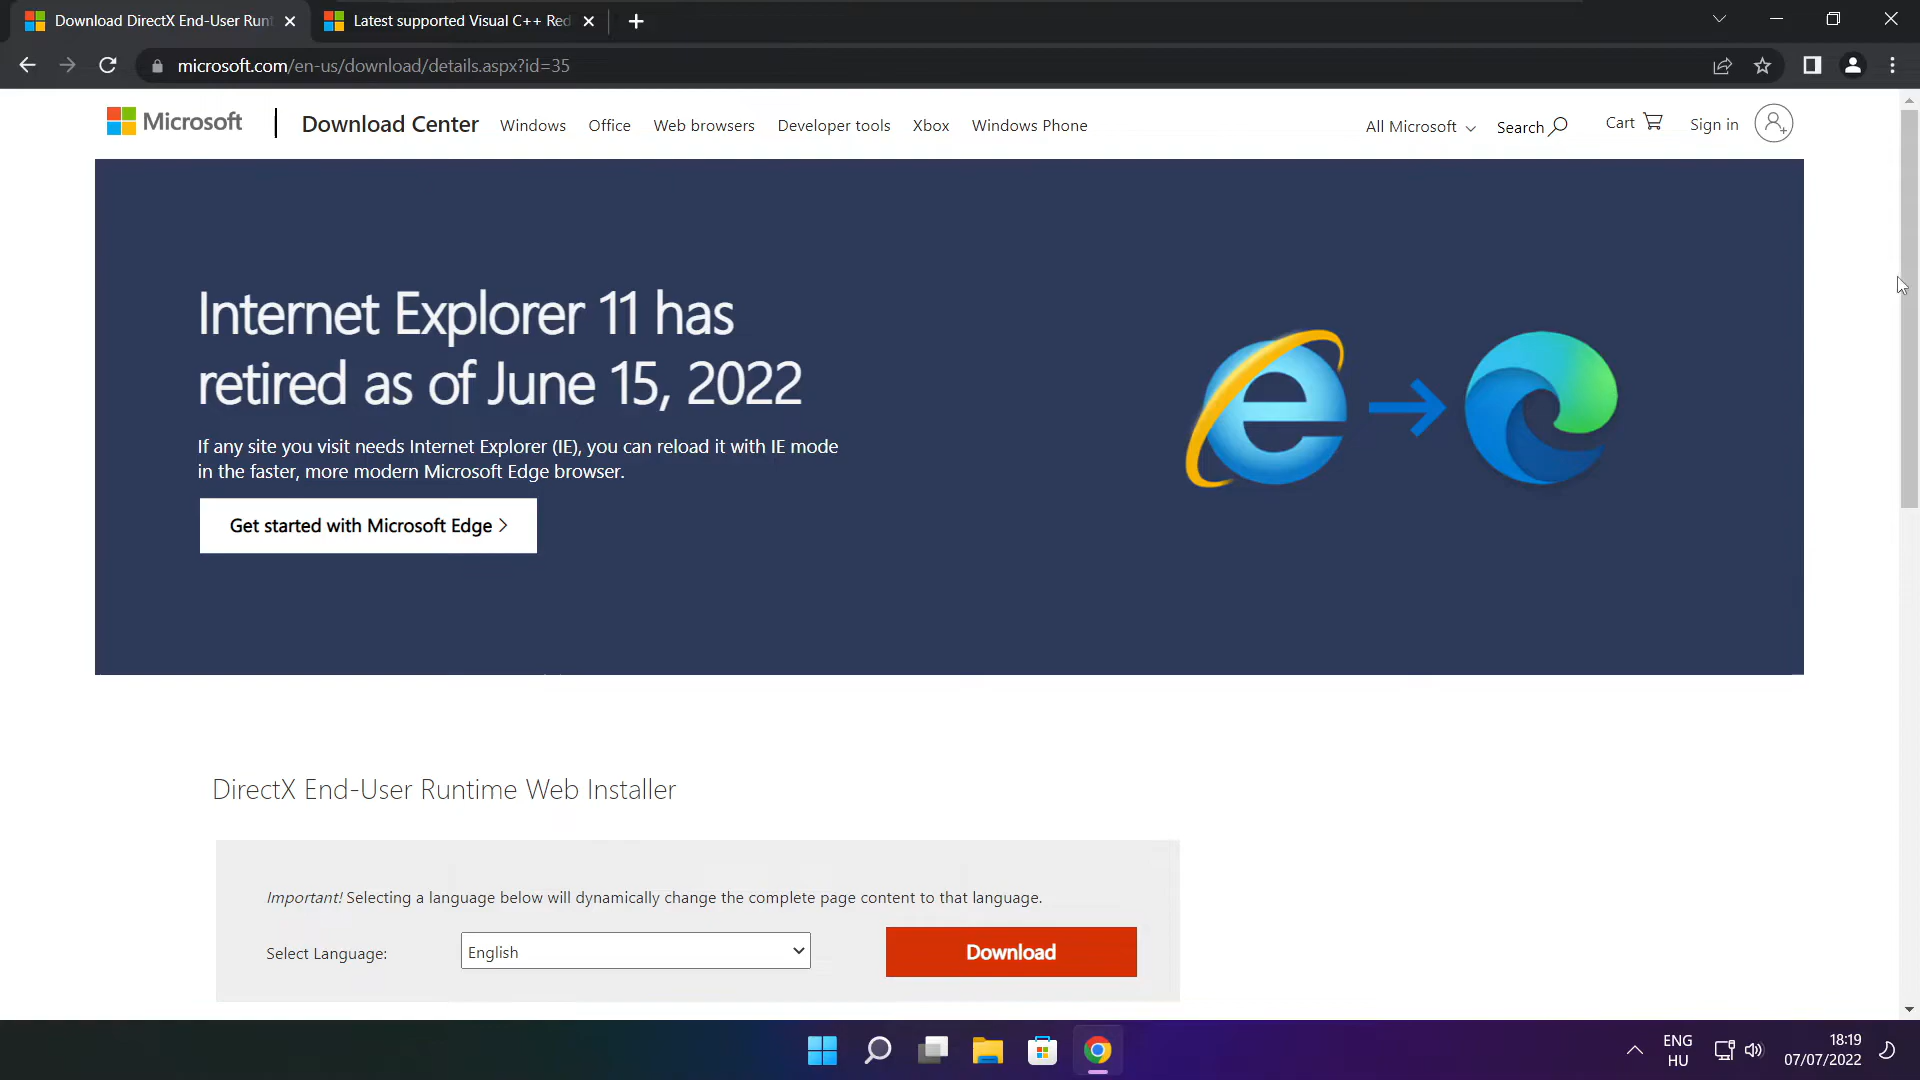 Download DirectX End-User Runt
Latest supported Visual C++ Red
microsoft.com/en-us/download/details.aspx?id=35
Microsoft
Download Center
Windows
Office
Web browsers
Developer tools
Xbox
Windows Phone
All Microsoft
Search
Cart
Sign in
Internet Explorer 11 has
retired as of June 15, 2022
If any site you visit needs Internet Explorer (IE), you can reload it with IE mode
in the faster, more modern Microsoft Edge browser.
Get started with Microsoft Edge >
DirectX End-User Runtime Web Installer
Important! Selecting a language below will dynamically change the complete page content to that language.
Select Language:
English
Download
ENG
HU
18:19
07/07/2022